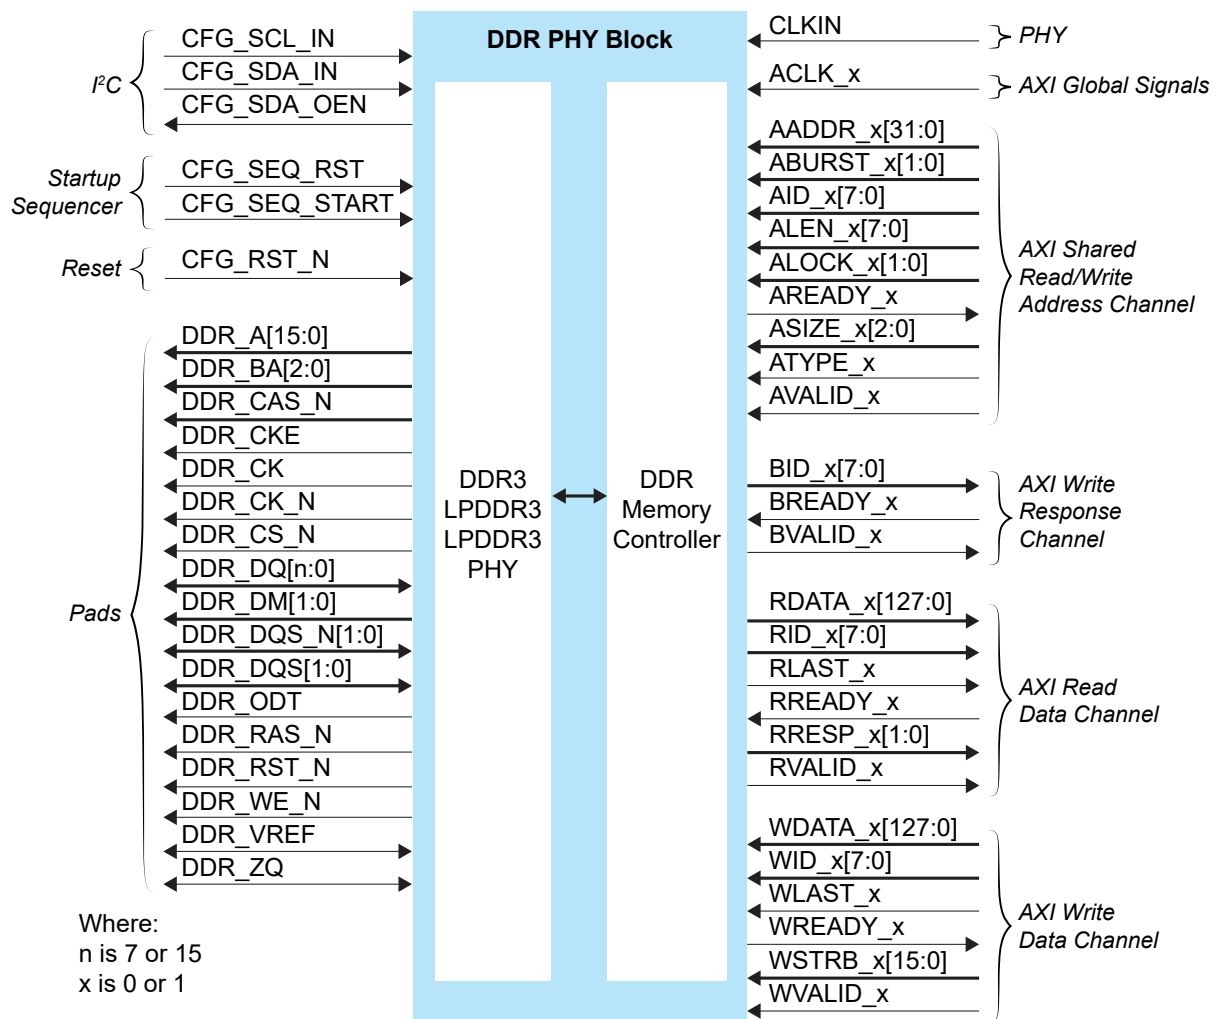 DDR PHY Block
I²C
CFG_SCL_IN
CFG_SDA_IN
CFG_SDA_OEN
Startup
Sequencer
CFG_SEQ_RST
CFG_SEQ_START
Reset
CFG_RST_N
Pads
DDR_A[15:0]
DDR_BA[2:0]
DDR_CAS_N
DDR_CKE
DDR_CK
DDR_CK_N
DDR_CS_N
DDR_DQ[n:0]
DDR_DM[1:0]
DDR_DQS_N[1:0]
DDR_DQS[1:0]
DDR_ODT
DDR_RAS_N
DDR_RST_N
DDR_WE_N
DDR_VREF
DDR_ZQ
Where:
n is 7 or 15
x is 0 or 1
DDR3
LPDDR3
LPDDR3
PHY
DDR
Memory
Controller
CLKIN
PHY
ACLK_x
AXI Global Signals
AADDR_x[31:0]
ABURST_x[1:0]
AID_x[7:0]
ALEN_x[7:0]
ALOCK_x[1:0]
AREADY_x
ASIZE_x[2:0]
ATYPE_x
AVALID_x
AXI Shared
Read/Write
Address Channel
BID_x[7:0]
BREADY_x
BVALID_x
AXI Write
Response
Channel
RDATA_x[127:0]
RID_x[7:0]
RLAST_x
RREADY_x
RRESP_x[1:0]
RVALID_x
AXI Read
Data Channel
WDATA_x[127:0]
WID_x[7:0]
WLAST_x
WREADY_x
WSTRB_x[15:0]
WVALID_x
AXI Write
Data Channel